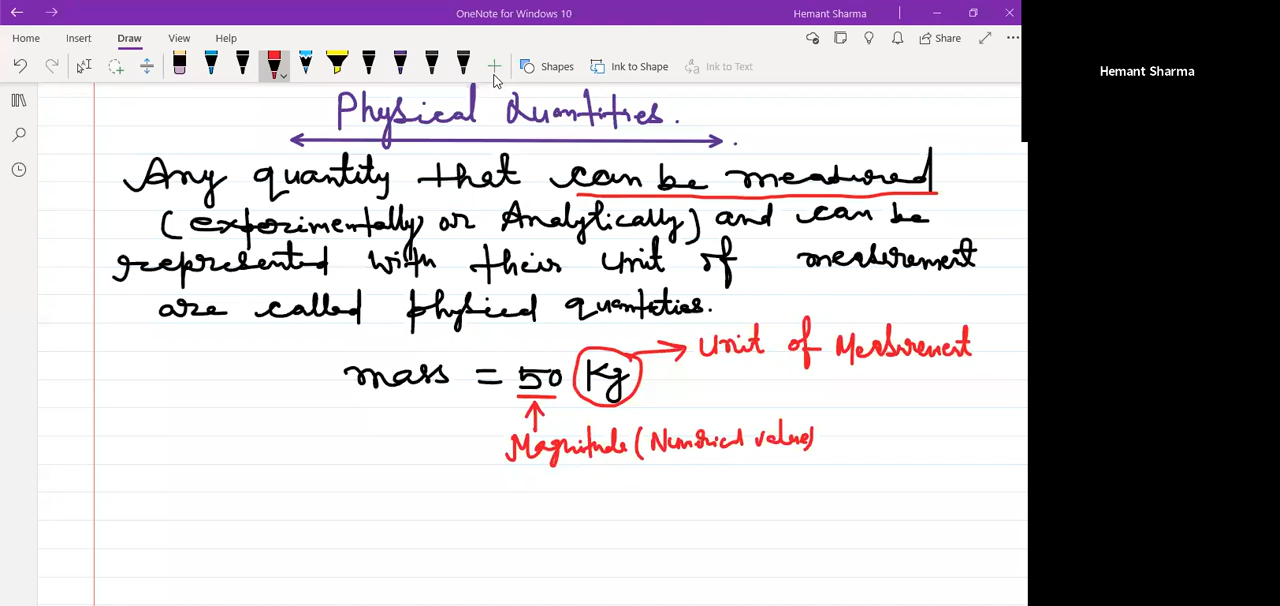 OneNote for Windows 10
Hemant Sharma
Home Insert Draw View Help
Share
Shapes Ink to Shape Ink to Text
Hemant Sharma
Physical Quantities.
Any quantity that can be measured
(experimentally or Analytically) and can be
represented with their unit of measurement
are called physical quantities.
Unit of Measurement
mass = 50 Kg
Magnitude (Numerical value)